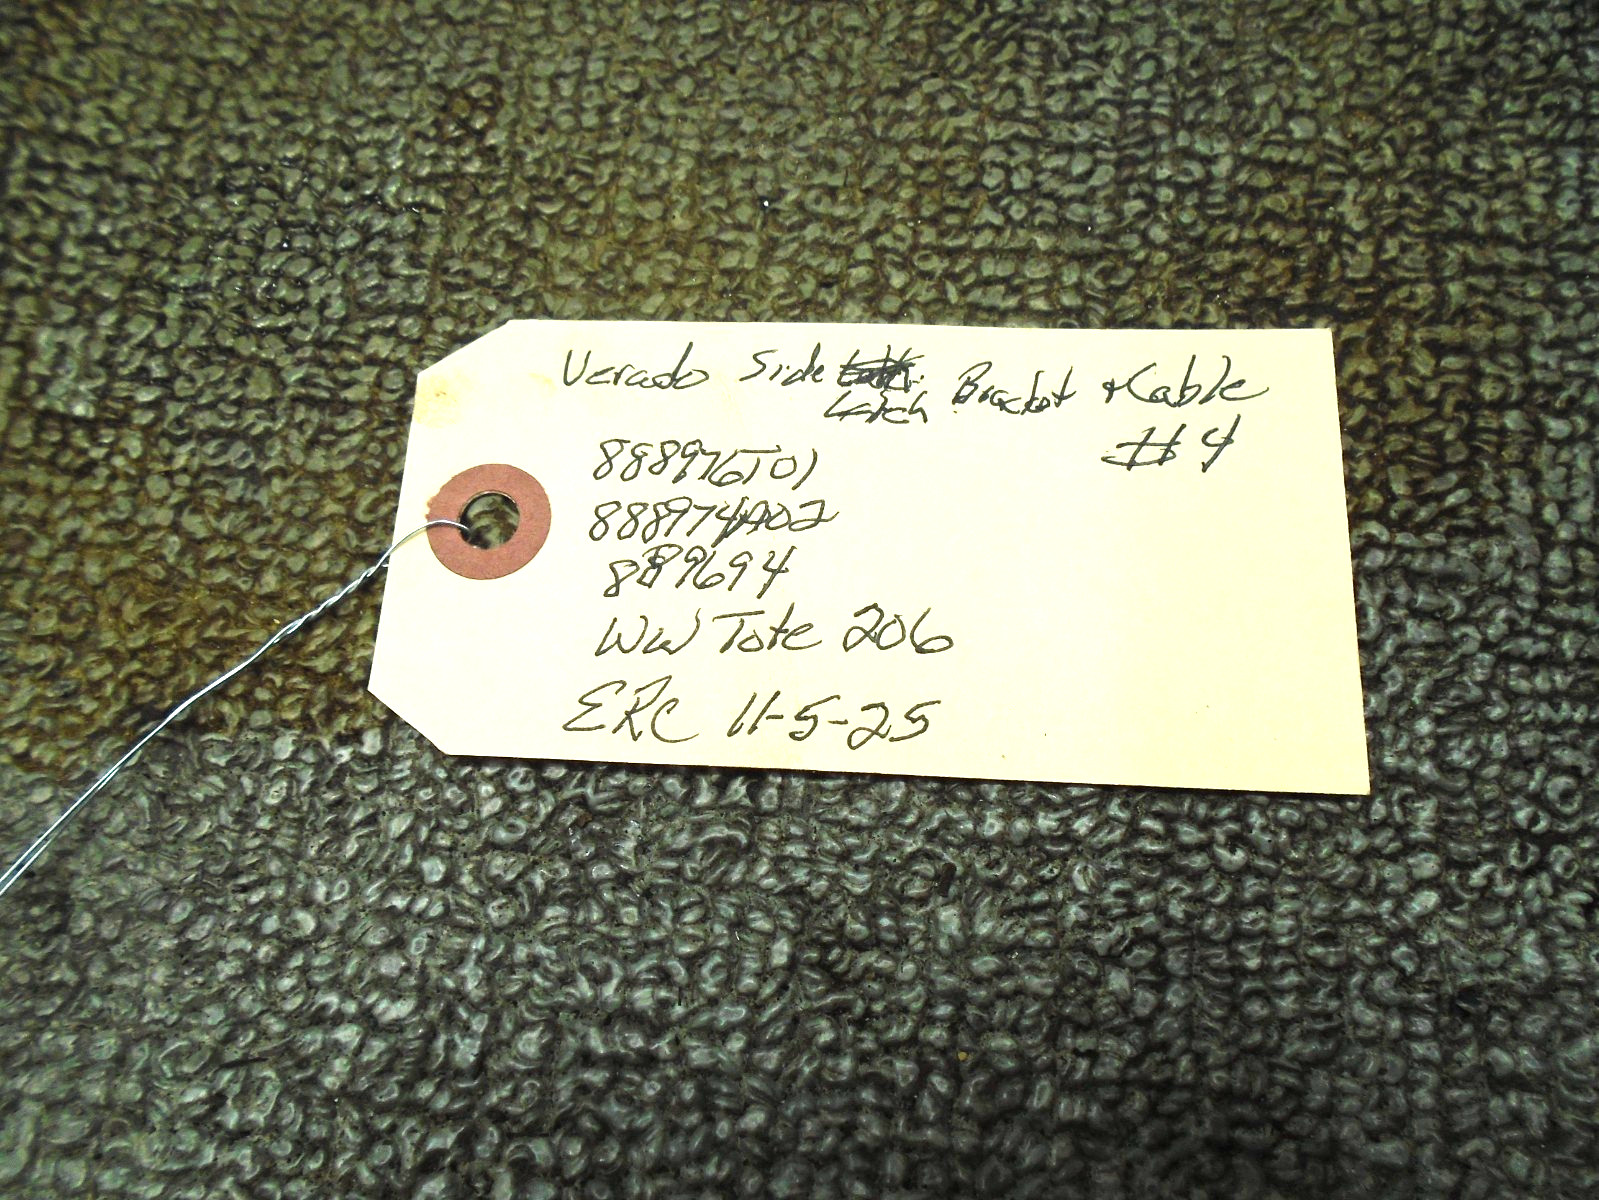 Verado Side Latch Bracket + Cable
#4
888976T01
888974A02
889694
WW Tote 206
ERC 11-5-25